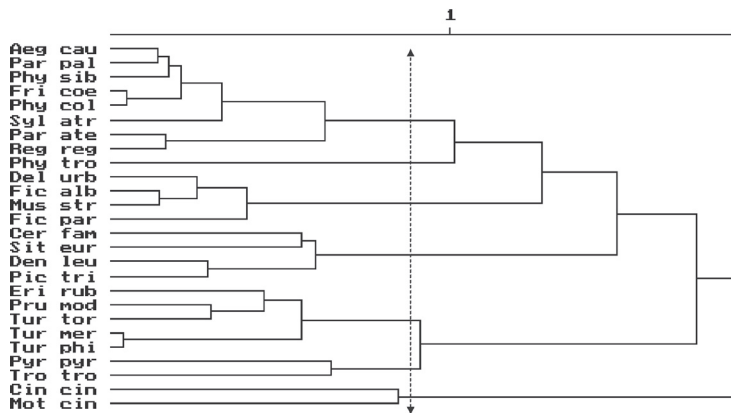 1
Aeg cau
Par pal
Phy sib
Fri coe
Phy col
Syl atr
Par ate
Reg reg
Phy tro
Del urb
Fic alb
Mus str
Fic par
Cer fam
Sit eur
Den leu
Pic tri
Eri rub
Pru mod
Tur tor
Tur mer
Tur phi
Pyr pyr
Tro tro
Cin cin
Mot cin